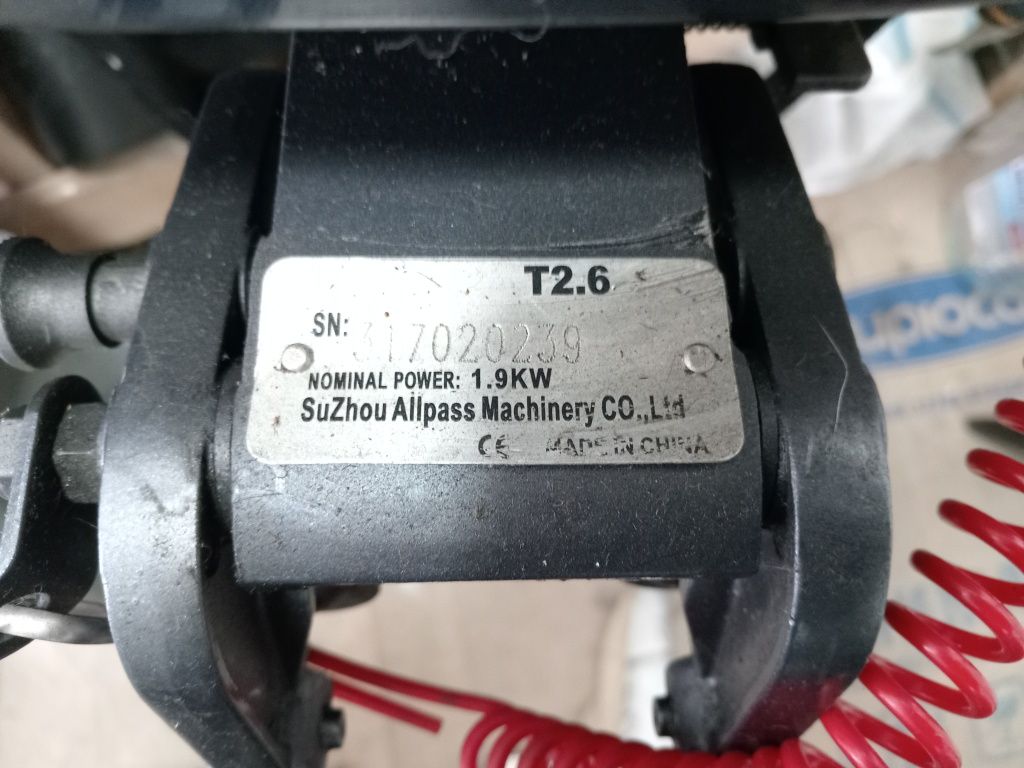 T2.6
SN: 317020239
NOMINAL POWER: 1.9KW
SuZhou Allpass Machinery CO.,Ltd
CE MADE IN CHINA